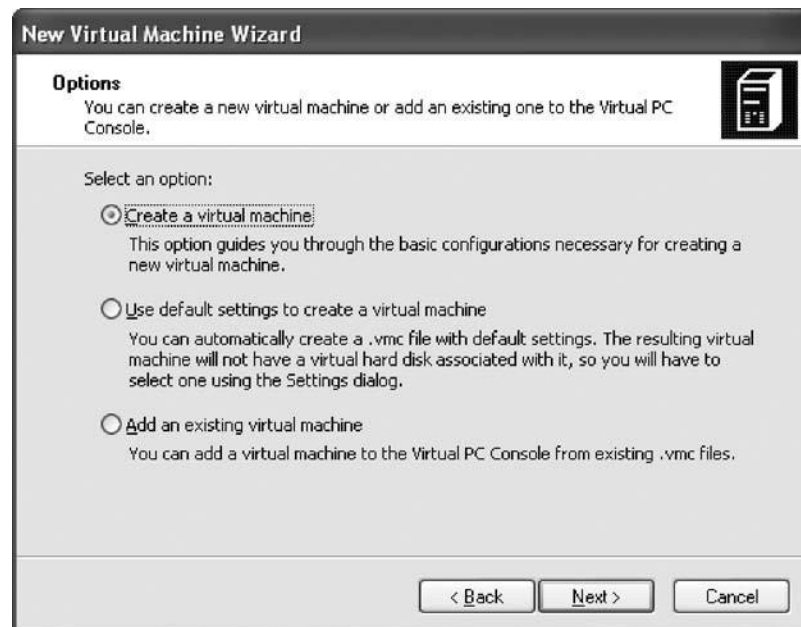 New Virtual Machine Wizard
Options
You can create a new virtual machine or add an existing one to the Virtual PC
Console.
Select an option:
Create a virtual machine
This option guides you through the basic configurations necessary for creating a
new virtual machine.
Use default settings to create a virtual machine
You can automatically create a .vmc file with default settings. The resulting virtual
machine will not have a virtual hard disk associated with it, so you will have to
select one using the Settings dialog.
Add an existing virtual machine
You can add a virtual machine to the Virtual PC Console from existing .vmc files.
< Back Next > Cancel